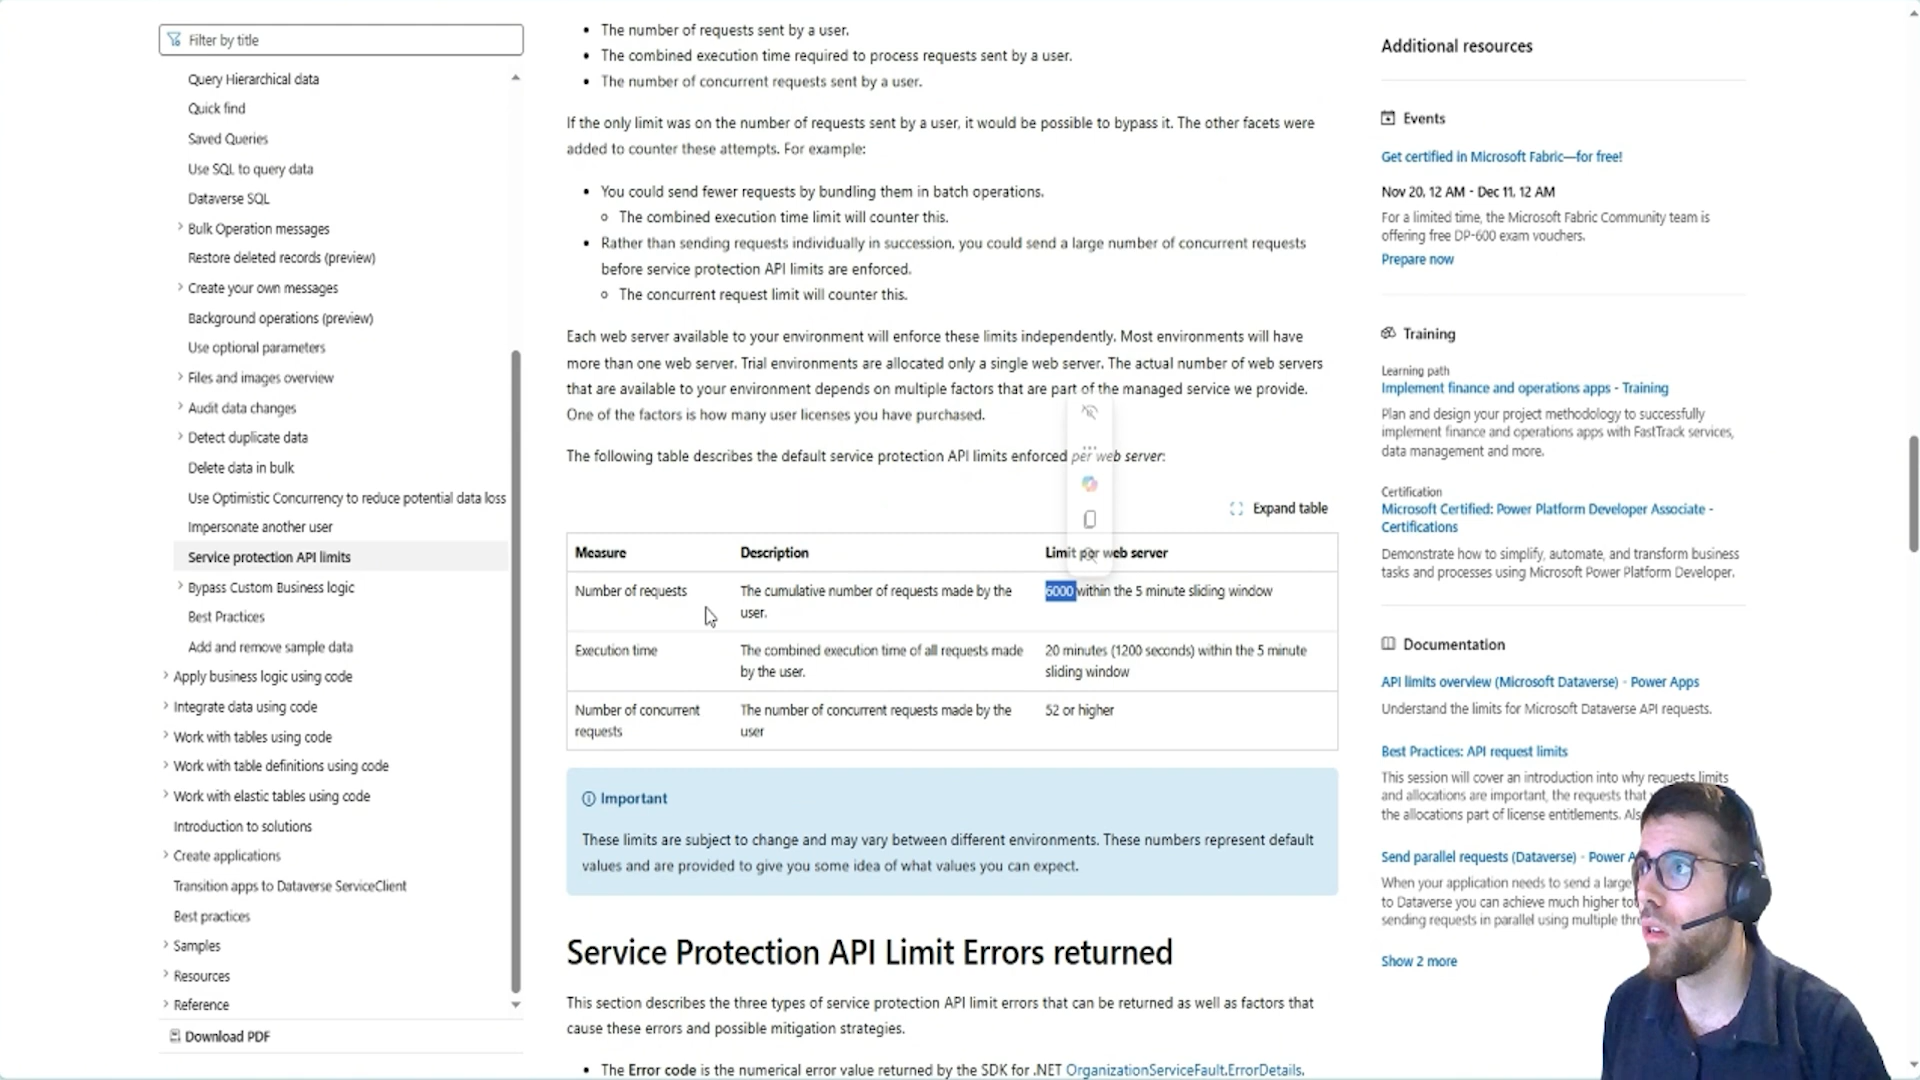 Filter by title
Query Hierarchical data
Quick find
Saved Queries
Use SQL to query data
Dataverse SQL
Bulk Operation messages
Restore deleted records (preview)
Create your own messages
Background operations (preview)
Use optional parameters
Files and images overview
Audit data changes
Detect duplicate data
Delete data in bulk
Use Optimistic Concurrency to reduce potential data loss
Impersonate another user
Service protection API limits
Bypass Custom Business logic
Best Practices
Add and remove sample data
Apply business logic using code
Integrate data using code
Work with tables using code
Work with table definitions using code
Work with elastic tables using code
Introduction to solutions
Create applications
Transition apps to Dataverse ServiceClient
Best practices
Samples
Resources
Reference
Download PDF
The number of requests sent by a user.
The combined execution time required to process requests sent by a user.
The number of concurrent requests sent by a user.
If the only limit was on the number of requests sent by a user, it would be possible to bypass it. The other facets were
added to counter these attempts. For example:
You could send fewer requests by bundling them in batch operations.
The combined execution time limit will counter this.
Rather than sending requests individually in succession, you could send a large number of concurrent requests
before service protection API limits are enforced.
The concurrent request limit will counter this.
Each web server available to your environment will enforce these limits independently. Most environments will have
more than one web server. Trial environments are allocated only a single web server. The actual number of web servers
that are available to your environment depends on multiple factors that are part of the managed service we provide.
One of the factors is how many user licenses you have purchased.
The following table describes the default service protection API limits enforced per web server:
Expand table
Measure Description Limit per web server
Number of requests The cumulative number of requests made by the 6000 within the 5 minute sliding window
user.
Execution time The combined execution time of all requests made 20 minutes (1200 seconds) within the 5 minute
by the user. sliding window
Number of concurrent The number of concurrent requests made by the 52 or higher
requests user
Important
These limits are subject to change and may vary between different environments. These numbers represent default
values and are provided to give you some idea of what values you can expect.
Service Protection API Limit Errors returned
This section describes the three types of service protection API limit errors that can be returned as well as factors that
cause these errors and possible mitigation strategies.
The Error code is the numerical error value returned by the SDK for .NET OrganizationServiceFault.ErrorDetails.
Additional resources
Events
Get certified in Microsoft Fabric—for free!
Nov 20, 12 AM - Dec 11, 12 AM
For a limited time, the Microsoft Fabric Community team is
offering free DP-600 exam vouchers.
Prepare now
Training
Learning path
Implement finance and operations apps - Training
Plan and design your project methodology to successfully
implement finance and operations apps with FastTrack services,
data management and more.
Certification
Microsoft Certified: Power Platform Developer Associate -
Certifications
Demonstrate how to simplify, automate, and transform business
tasks and processes using Microsoft Power Platform Developer.
Documentation
API limits overview (Microsoft Dataverse) - Power Apps
Understand the limits for Microsoft Dataverse API requests.
Best Practices: API request limits
This session will cover an introduction into why requests limits
and allocations are important, the requests that
the allocations part of license entitlements.
Send parallel requests (Dataverse) - Power
When your application needs to send a large
to Dataverse you can achieve much higher
sending requests in parallel using multiple
Show 2 more